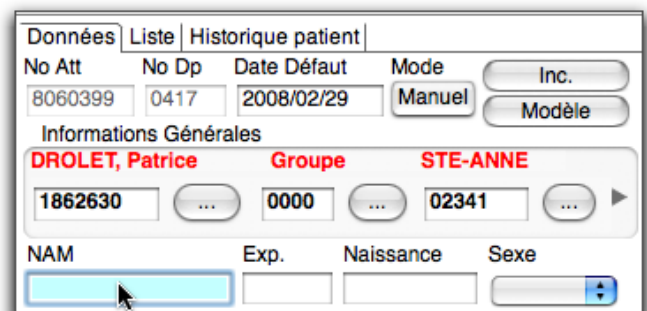 Données Liste Historique patient
No Att No Dp Date Défaut Mode Inc.
8060399 0417 2008/02/29 Manuel Modèle
Informations Générales
DROLET, Patrice Groupe STE-ANNE
1862630 ... 0000 ... 02341 ...
NAM Exp. Naissance Sexe